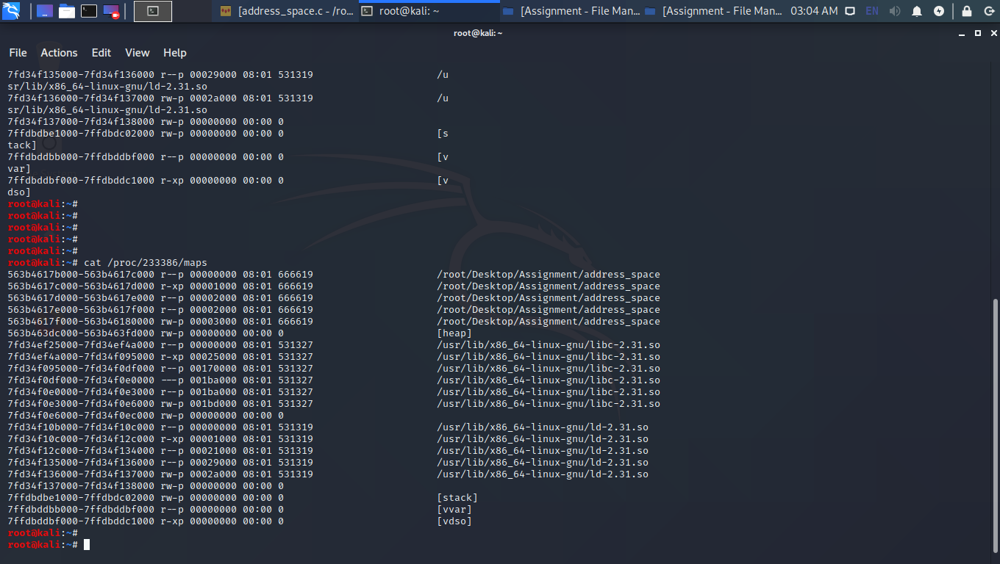 [address_space.c - /ro...
root@kali: ~
[Assignment - File Man...
[Assignment - File Man...
03:04 AM
EN
root@kali: ~
File Actions Edit View Help
7fd34f135000-7fd34f136000 r--p 00029000 08:01 531319 /u
sr/lib/x86_64-linux-gnu/ld-2.31.so
7fd34f136000-7fd34f137000 rw-p 0002a000 08:01 531319 /u
sr/lib/x86_64-linux-gnu/ld-2.31.so
7fd34f137000-7fd34f138000 rw-p 00000000 00:00 0
7ffdbdbe1000-7ffdbdc02000 rw-p 00000000 00:00 0 [s
tack]
7ffdbddbb000-7ffdbddbf000 r--p 00000000 00:00 0 [v
var]
7ffdbddbf000-7ffdbddc1000 r-xp 00000000 00:00 0 [v
dso]
root@kali:~#
root@kali:~#
root@kali:~#
root@kali:~#
root@kali:~#
root@kali:~# cat /proc/233386/maps
563b4617b000-563b4617c000 r--p 00000000 08:01 666619 /root/Desktop/Assignment/address_space
563b4617c000-563b4617d000 r-xp 00001000 08:01 666619 /root/Desktop/Assignment/address_space
563b4617d000-563b4617e000 r--p 00002000 08:01 666619 /root/Desktop/Assignment/address_space
563b4617e000-563b4617f000 r--p 00002000 08:01 666619 /root/Desktop/Assignment/address_space
563b4617f000-563b46180000 rw-p 00003000 08:01 666619 /root/Desktop/Assignment/address_space
563b463dc000-563b463fd000 rw-p 00000000 00:00 0 [heap]
7fd34ef25000-7fd34ef4a000 r--p 00000000 08:01 531327 /usr/lib/x86_64-linux-gnu/libc-2.31.so
7fd34ef4a000-7fd34f095000 r-xp 00025000 08:01 531327 /usr/lib/x86_64-linux-gnu/libc-2.31.so
7fd34f095000-7fd34f0df000 r--p 00170000 08:01 531327 /usr/lib/x86_64-linux-gnu/libc-2.31.so
7fd34f0df000-7fd34f0e0000 ---p 001ba000 08:01 531327 /usr/lib/x86_64-linux-gnu/libc-2.31.so
7fd34f0e0000-7fd34f0e3000 r--p 001ba000 08:01 531327 /usr/lib/x86_64-linux-gnu/libc-2.31.so
7fd34f0e3000-7fd34f0e6000 rw-p 001bd000 08:01 531327 /usr/lib/x86_64-linux-gnu/libc-2.31.so
7fd34f0e6000-7fd34f0ec000 rw-p 00000000 00:00 0
7fd34f10b000-7fd34f10c000 r--p 00000000 08:01 531319 /usr/lib/x86_64-linux-gnu/ld-2.31.so
7fd34f10c000-7fd34f12c000 r-xp 00001000 08:01 531319 /usr/lib/x86_64-linux-gnu/ld-2.31.so
7fd34f12c000-7fd34f134000 r--p 00021000 08:01 531319 /usr/lib/x86_64-linux-gnu/ld-2.31.so
7fd34f135000-7fd34f136000 r--p 00029000 08:01 531319 /usr/lib/x86_64-linux-gnu/ld-2.31.so
7fd34f136000-7fd34f137000 rw-p 0002a000 08:01 531319 /usr/lib/x86_64-linux-gnu/ld-2.31.so
7fd34f137000-7fd34f138000 rw-p 00000000 00:00 0
7ffdbdbe1000-7ffdbdc02000 rw-p 00000000 00:00 0 [stack]
7ffdbddbb000-7ffdbddbf000 r--p 00000000 00:00 0 [vvar]
7ffdbddbf000-7ffdbddc1000 r-xp 00000000 00:00 0 [vdso]
root@kali:~#
root@kali:~#